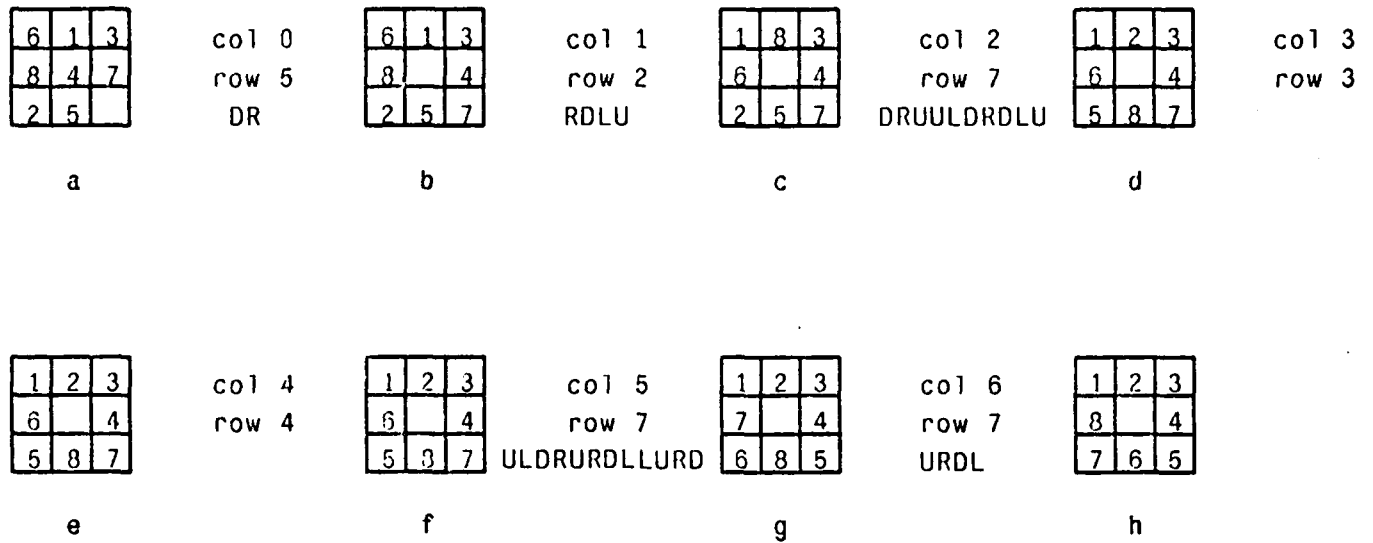 6 1 3 col 0 6 1 3 col 1 1 8 3 col 2 1 2 3 col 3
8 4 7 row 5 8 4 row 2 6 4 row 7 6 4 row 3
2 5 DR 2 5 7 RDLU 2 5 7 DRUULDRDLU 5 8 7
a b c d
1 2 3 col 4 1 2 3 col 5 1 2 3 col 6 1 2 3
6 4 row 4 6 4 row 7 7 4 row 7 8 4
5 8 7 5 8 7 ULDRURDLLURD 6 8 5 URDL 7 6 5
e f g h